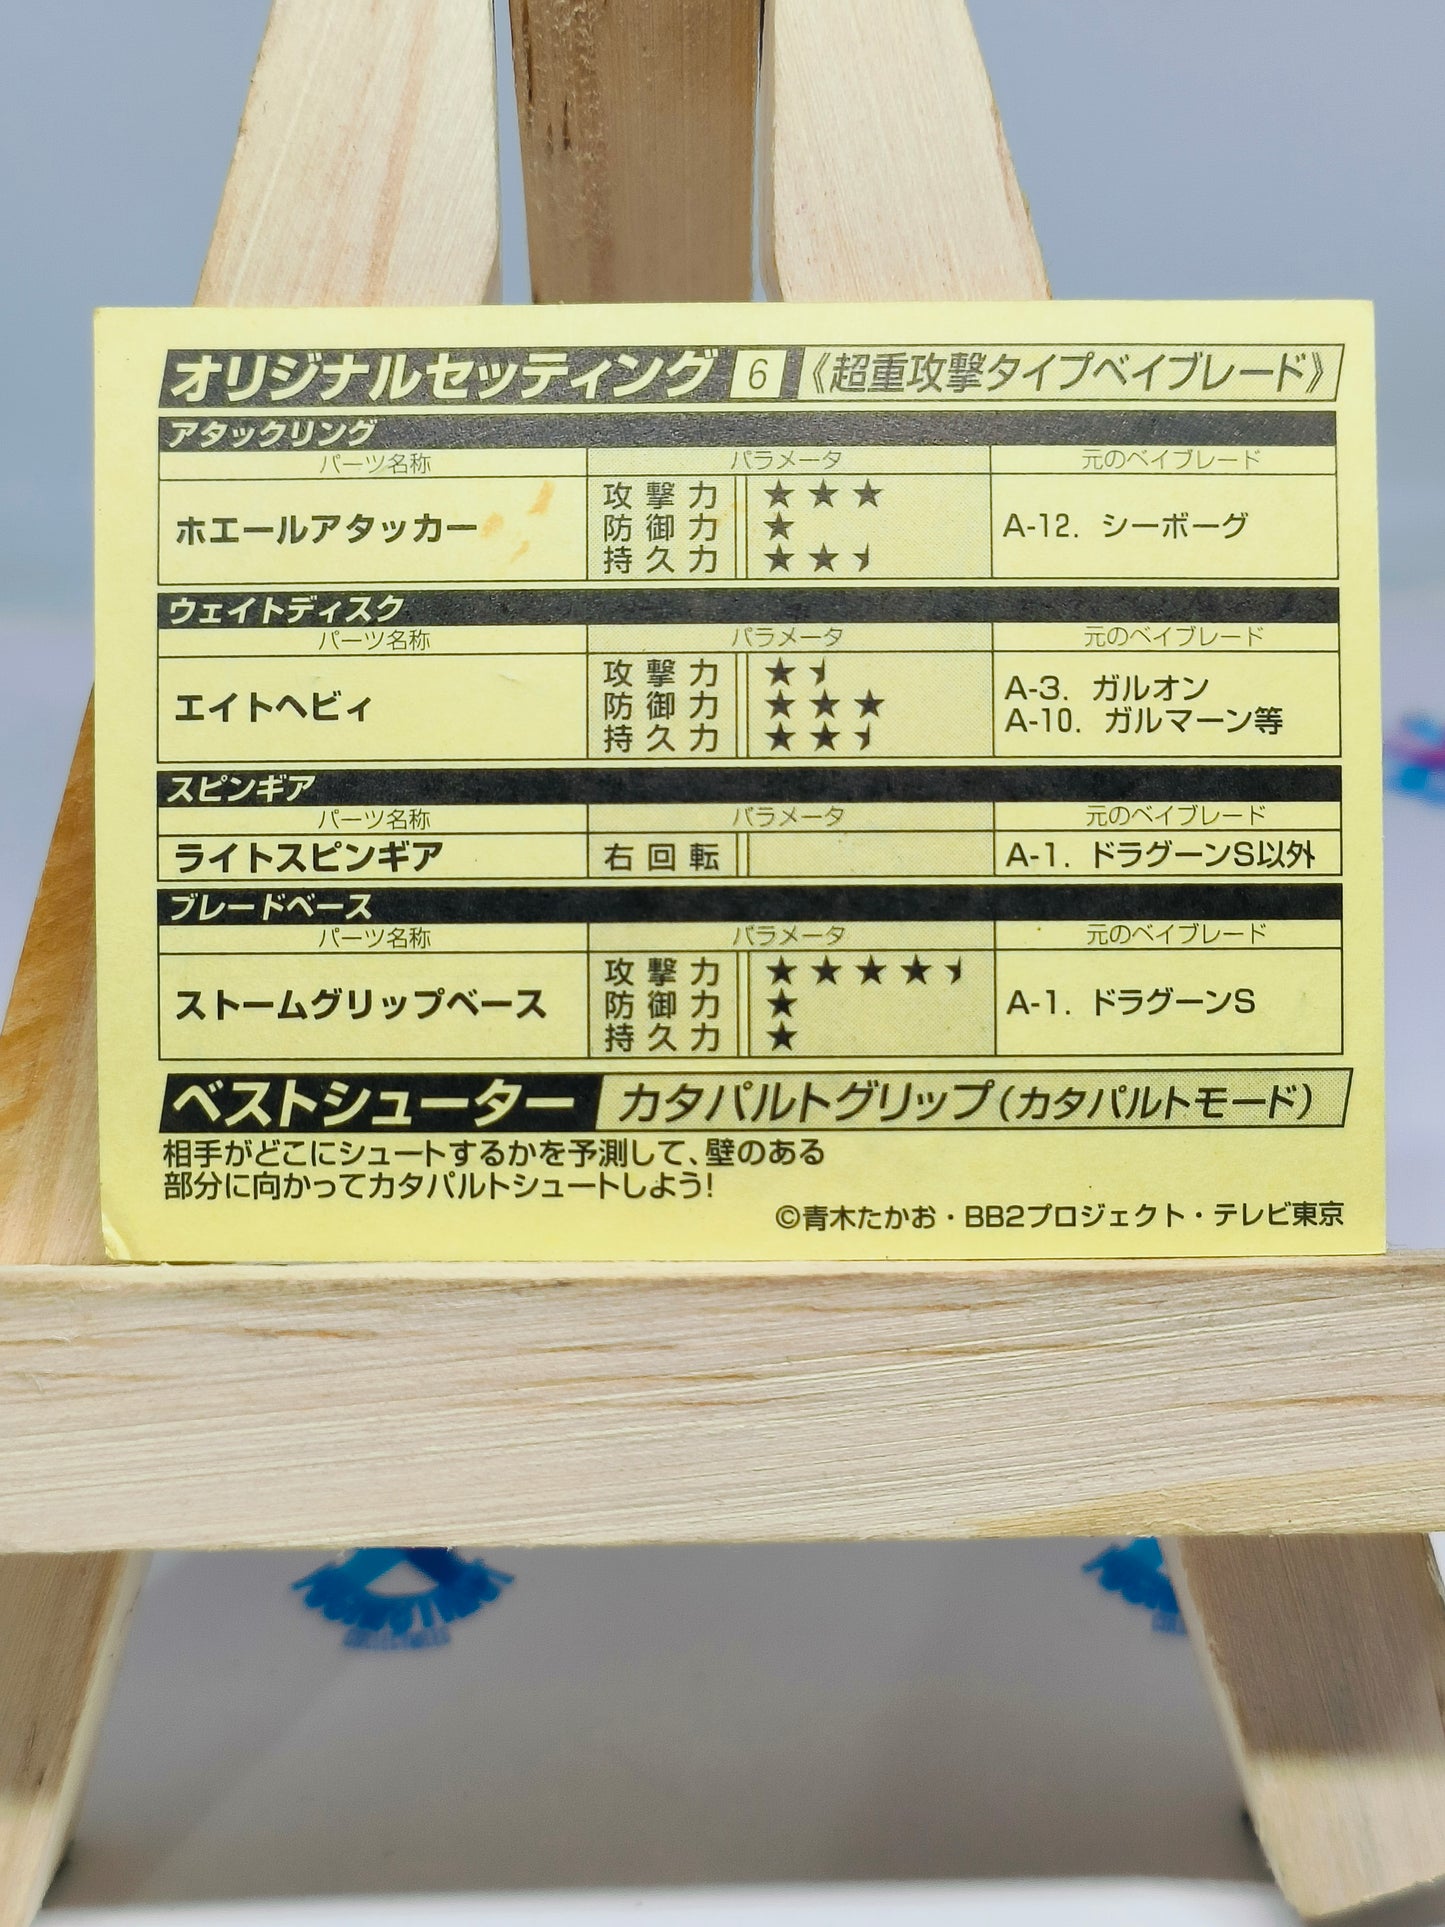 オリジナルセッティング 6 《超重攻撃タイプベイブレード》
アタックリング
パーツ名称 パラメータ 元のベイブレード
ホエールアタッカー 攻撃力 ★★★ A-12. シーボーグ
防御力 ★
持久力 ★★⯨
ウェイトディスク
パーツ名称 パラメータ 元のベイブレード
エイトヘビィ 攻撃力 ★⯨ A-3. ガルオン
防御力 ★★★ A-10. ガルマーン等
持久力 ★★⯨
スピンギア
パーツ名称 パラメータ 元のベイブレード
ライトスピンギア 右回転 A-1. ドラグーンS以外
ブレードベース
パーツ名称 パラメータ 元のベイブレード
ストームグリップベース 攻撃力 ★★★★⯨ A-1. ドラグーンS
防御力 ★
持久力 ★
ベストシューター カタパルトグリップ(カタパルトモード)
相手がどこにシュートするかを予測して、壁のある
部分に向かってカタパルトシュートしよう!
©青木たかお・BB2プロジェクト・テレビ東京